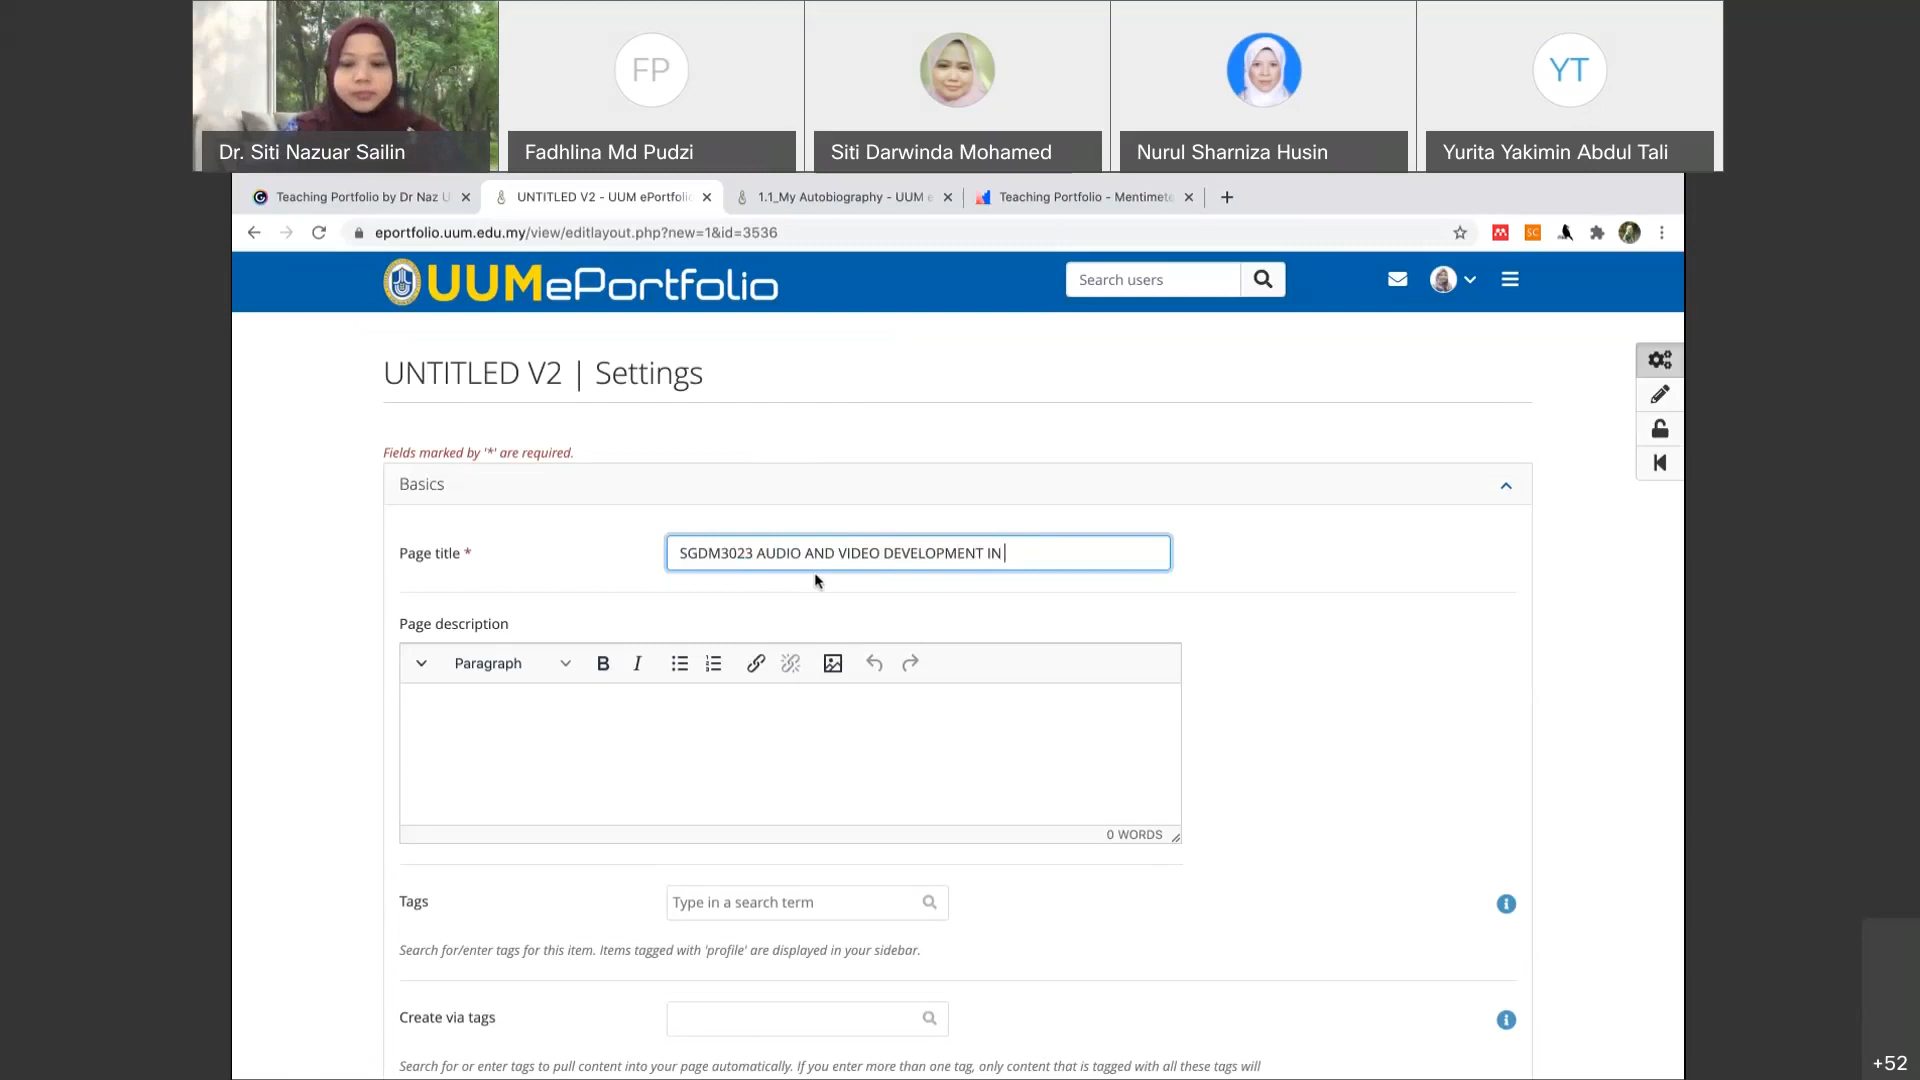 FP
YT
Dr. Siti Nazuar Sailin
Fadhlina Md Pudzi
Siti Darwinda Mohamed
Nurul Sharniza Husin
Yurita Yakimin Abdul Tali
Teaching Portfolio by Dr Naz U
UNTITLED V2 - UUM ePortfolio
1.1_My Autobiography - UUM e
Teaching Portfolio - Mentimete
eportfolio.uum.edu.my/view/editlayout.php?new=1&id=3536
SC
UUMePortfolio
Search users
UNTITLED V2 | Settings
Fields marked by '*' are required.
Basics
Page title *
SGDM3023 AUDIO AND VIDEO DEVELOPMENT IN
Page description
Paragraph
B I
0 WORDS
Tags
Type in a search term
Search for/enter tags for this item. Items tagged with 'profile' are displayed in your sidebar.
Create via tags
Search for or enter tags to pull content into your page automatically. If you enter more than one tag, only content that is tagged with all these tags will
+52